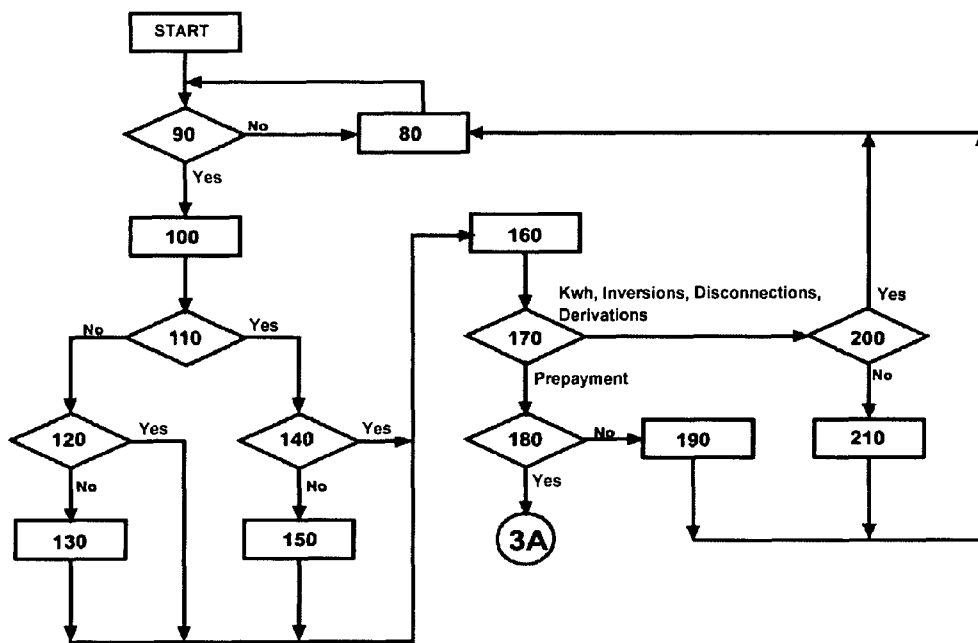 START
90
No
80
Yes
100
160
No
110
Yes
Kwh, Inversions, Disconnections,
Derivations
170
Yes
200
No
Prepayment
120
Yes
140
Yes
180
No
190
210
No
No
Yes
130
150
3A